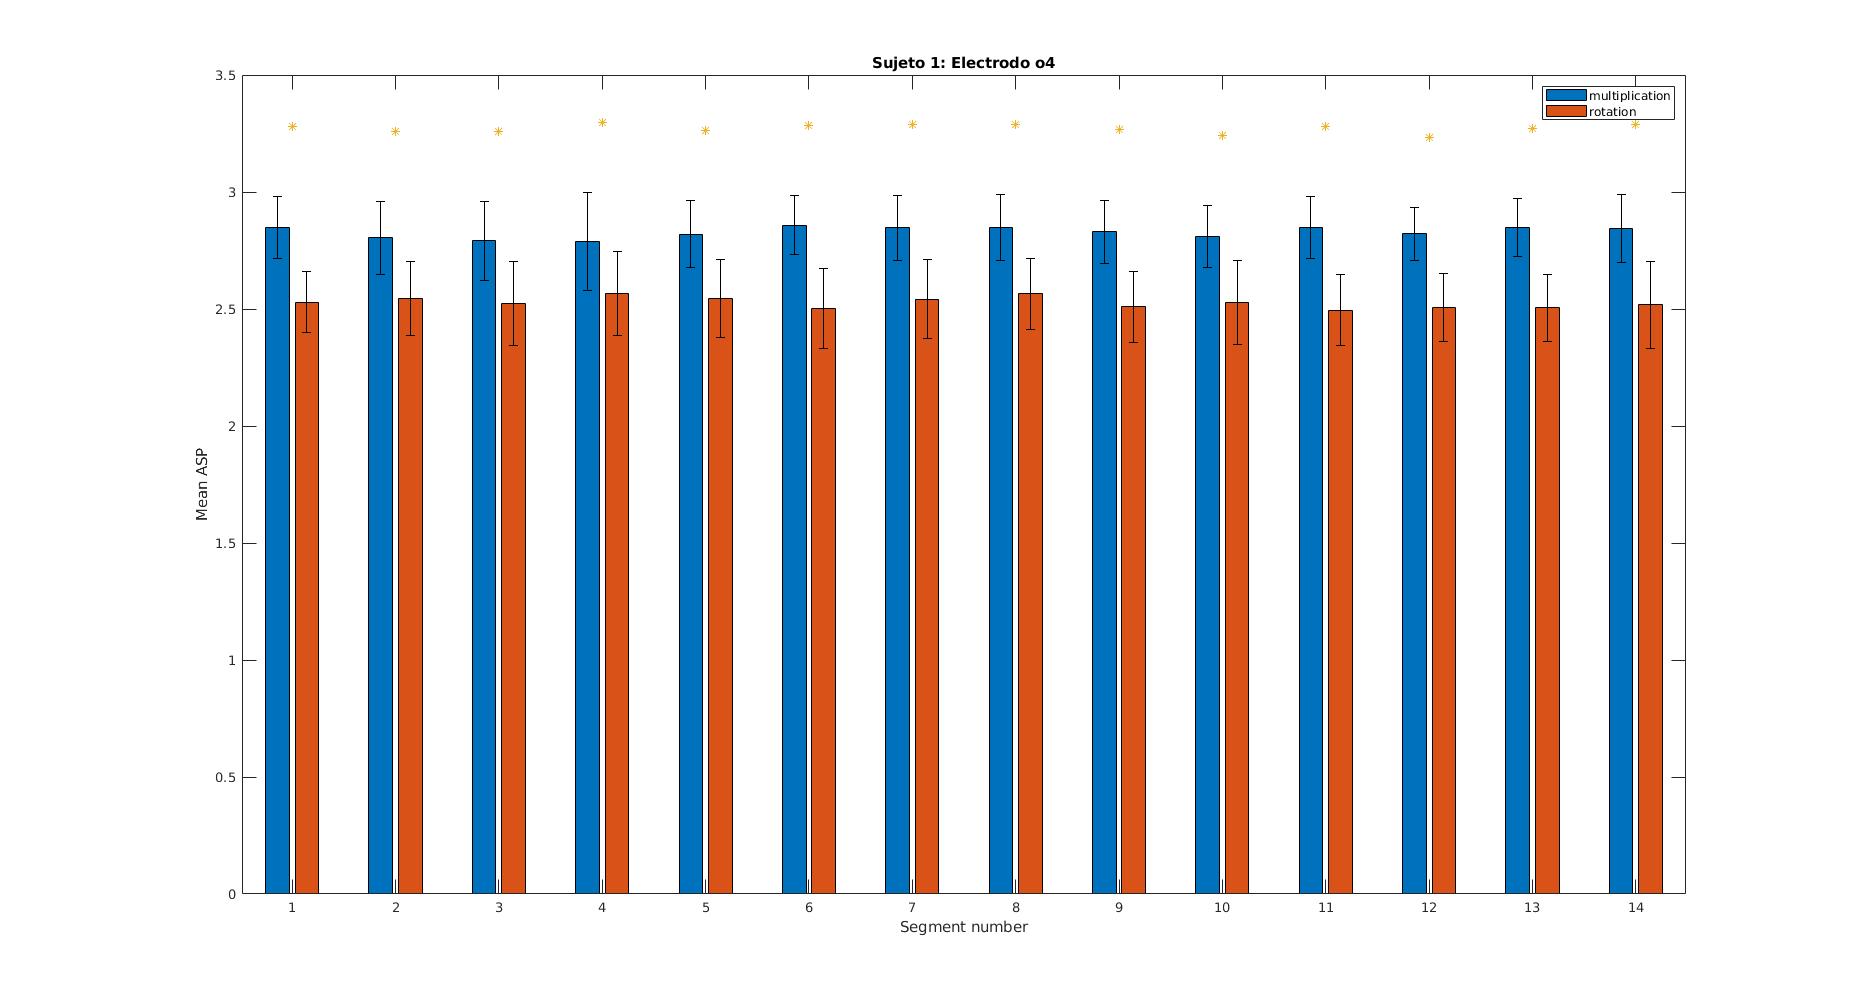 Sujeto 1: Electrodo o4
3.5
3
2.5
2
1.5
1
0.5
0
Mean ASP
multiplication
rotation
1 2 3 4 5 6 7 8 9 10 11 12 13 14
Segment number